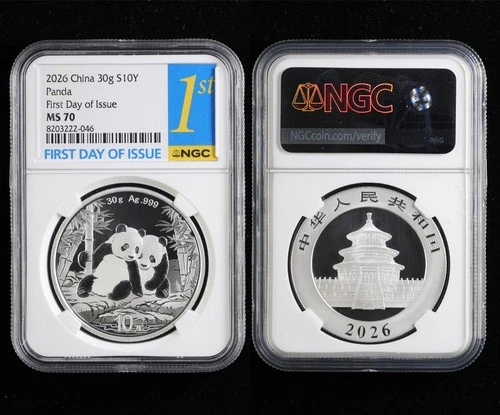 2026 China 30g S10Y
Panda
First Day of Issue
MS 70
8203222-046
1st
FIRST DAY OF ISSUE
NGC
30g Ag.999
10元
NGC
NGCcoin.com/verify
中华人民共和国
2026